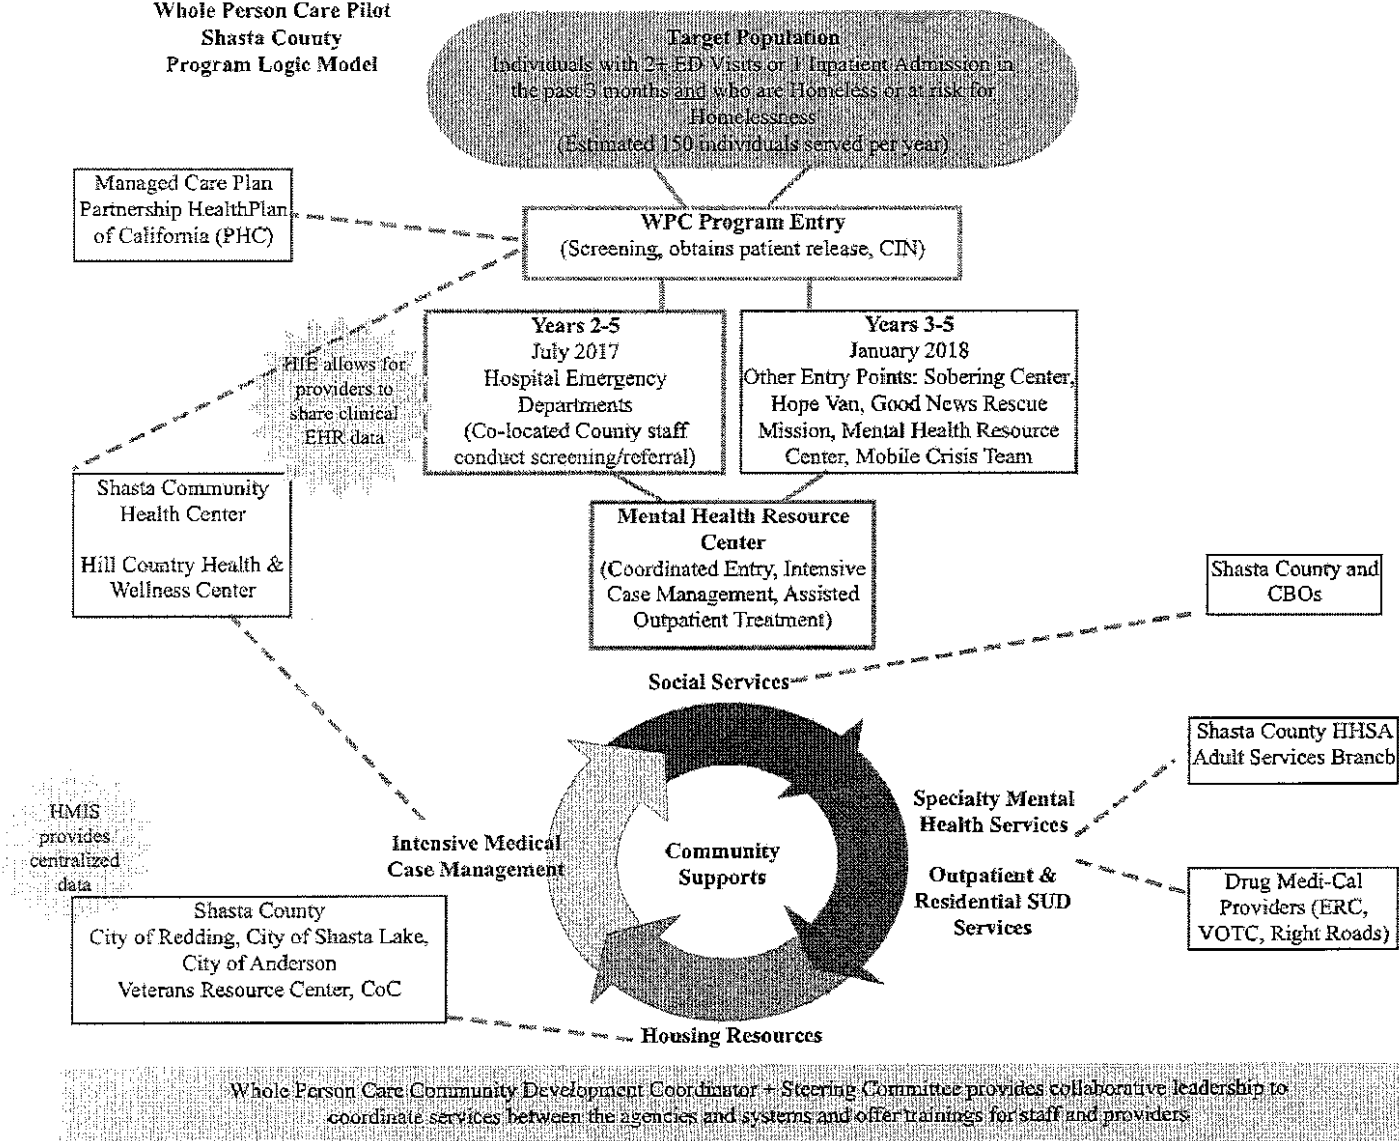 Whole Person Care Pilot
Shasta County
Program Logic Model
Target Population
Individuals with 2+ ED Visits or 1 Inpatient Admission in
the past 3 months and who are Homeless or at risk for
Homelessness
(Estimated 150 individuals served per year)
Managed Care Plan
Partnership HealthPlan
of California (PHC)
WPC Program Entry
(Screening, obtains patient release, CIN)
HIE allows for
providers to
share clinical
EHR data
Years 2-5
July 2017
Hospital Emergency
Departments
(Co-located County staff
conduct screening/referral)
Years 3-5
January 2018
Other Entry Points: Sobering Center,
Hope Van, Good News Rescue
Mission, Mental Health Resource
Center, Mobile Crisis Team
Shasta Community
Health Center
Hill Country Health &
Wellness Center
Mental Health Resource
Center
(Coordinated Entry, Intensive
Case Management, Assisted
Outpatient Treatment)
Shasta County and
CBOs
Social Services
Shasta County HHSA
Adult Services Branch
Specialty Mental
Health Services
Outpatient &
Residential SUD
Services
Drug Medi-Cal
Providers (ERC,
VOTC, Right Roads)
Intensive Medical
Case Management
Community
Supports
HMIS
provides
centralized
data
Shasta County
City of Redding, City of Shasta Lake,
City of Anderson
Veterans Resource Center, CoC
Housing Resources
Whole Person Care Community Development Coordinator + Steering Committee provides collaborative leadership to
coordinate services between the agencies and systems and offer trainings for staff and providers